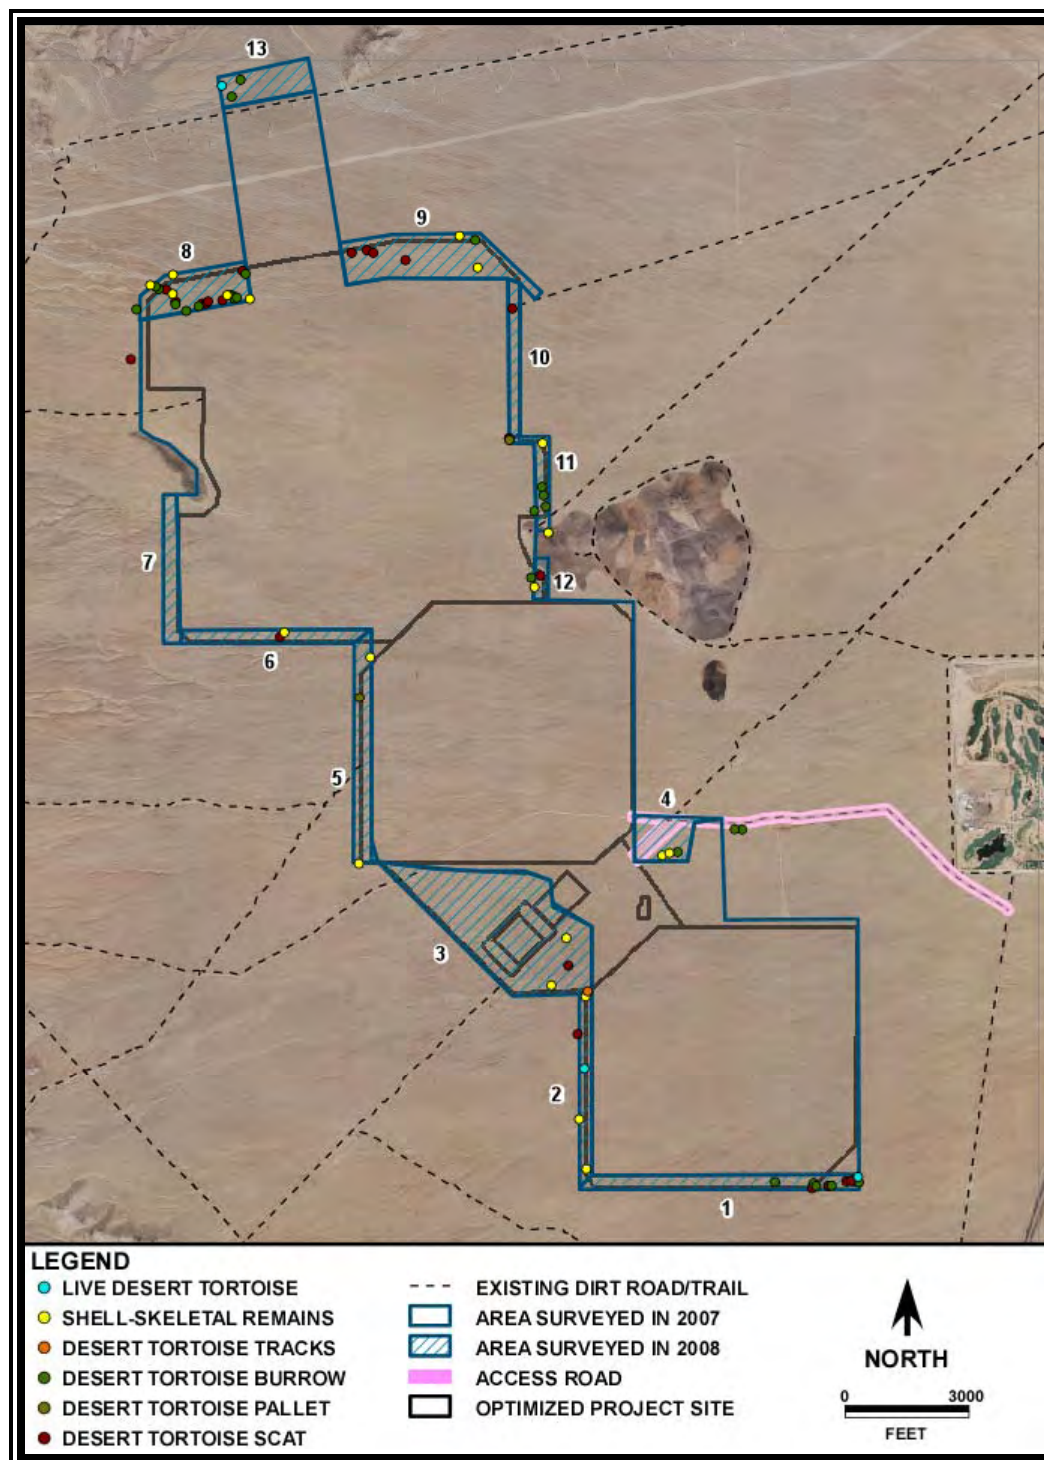 13
9
8
10
11
7
12
6
5
4
3
2
1
LEGEND
LIVE DESERT TORTOISE
SHELL-SKELETAL REMAINS
DESERT TORTOISE TRACKS
DESERT TORTOISE BURROW
DESERT TORTOISE PALLET
DESERT TORTOISE SCAT
EXISTING DIRT ROAD/TRAIL
AREA SURVEYED IN 2007
AREA SURVEYED IN 2008
ACCESS ROAD
OPTIMIZED PROJECT SITE
NORTH
0 3000
FEET